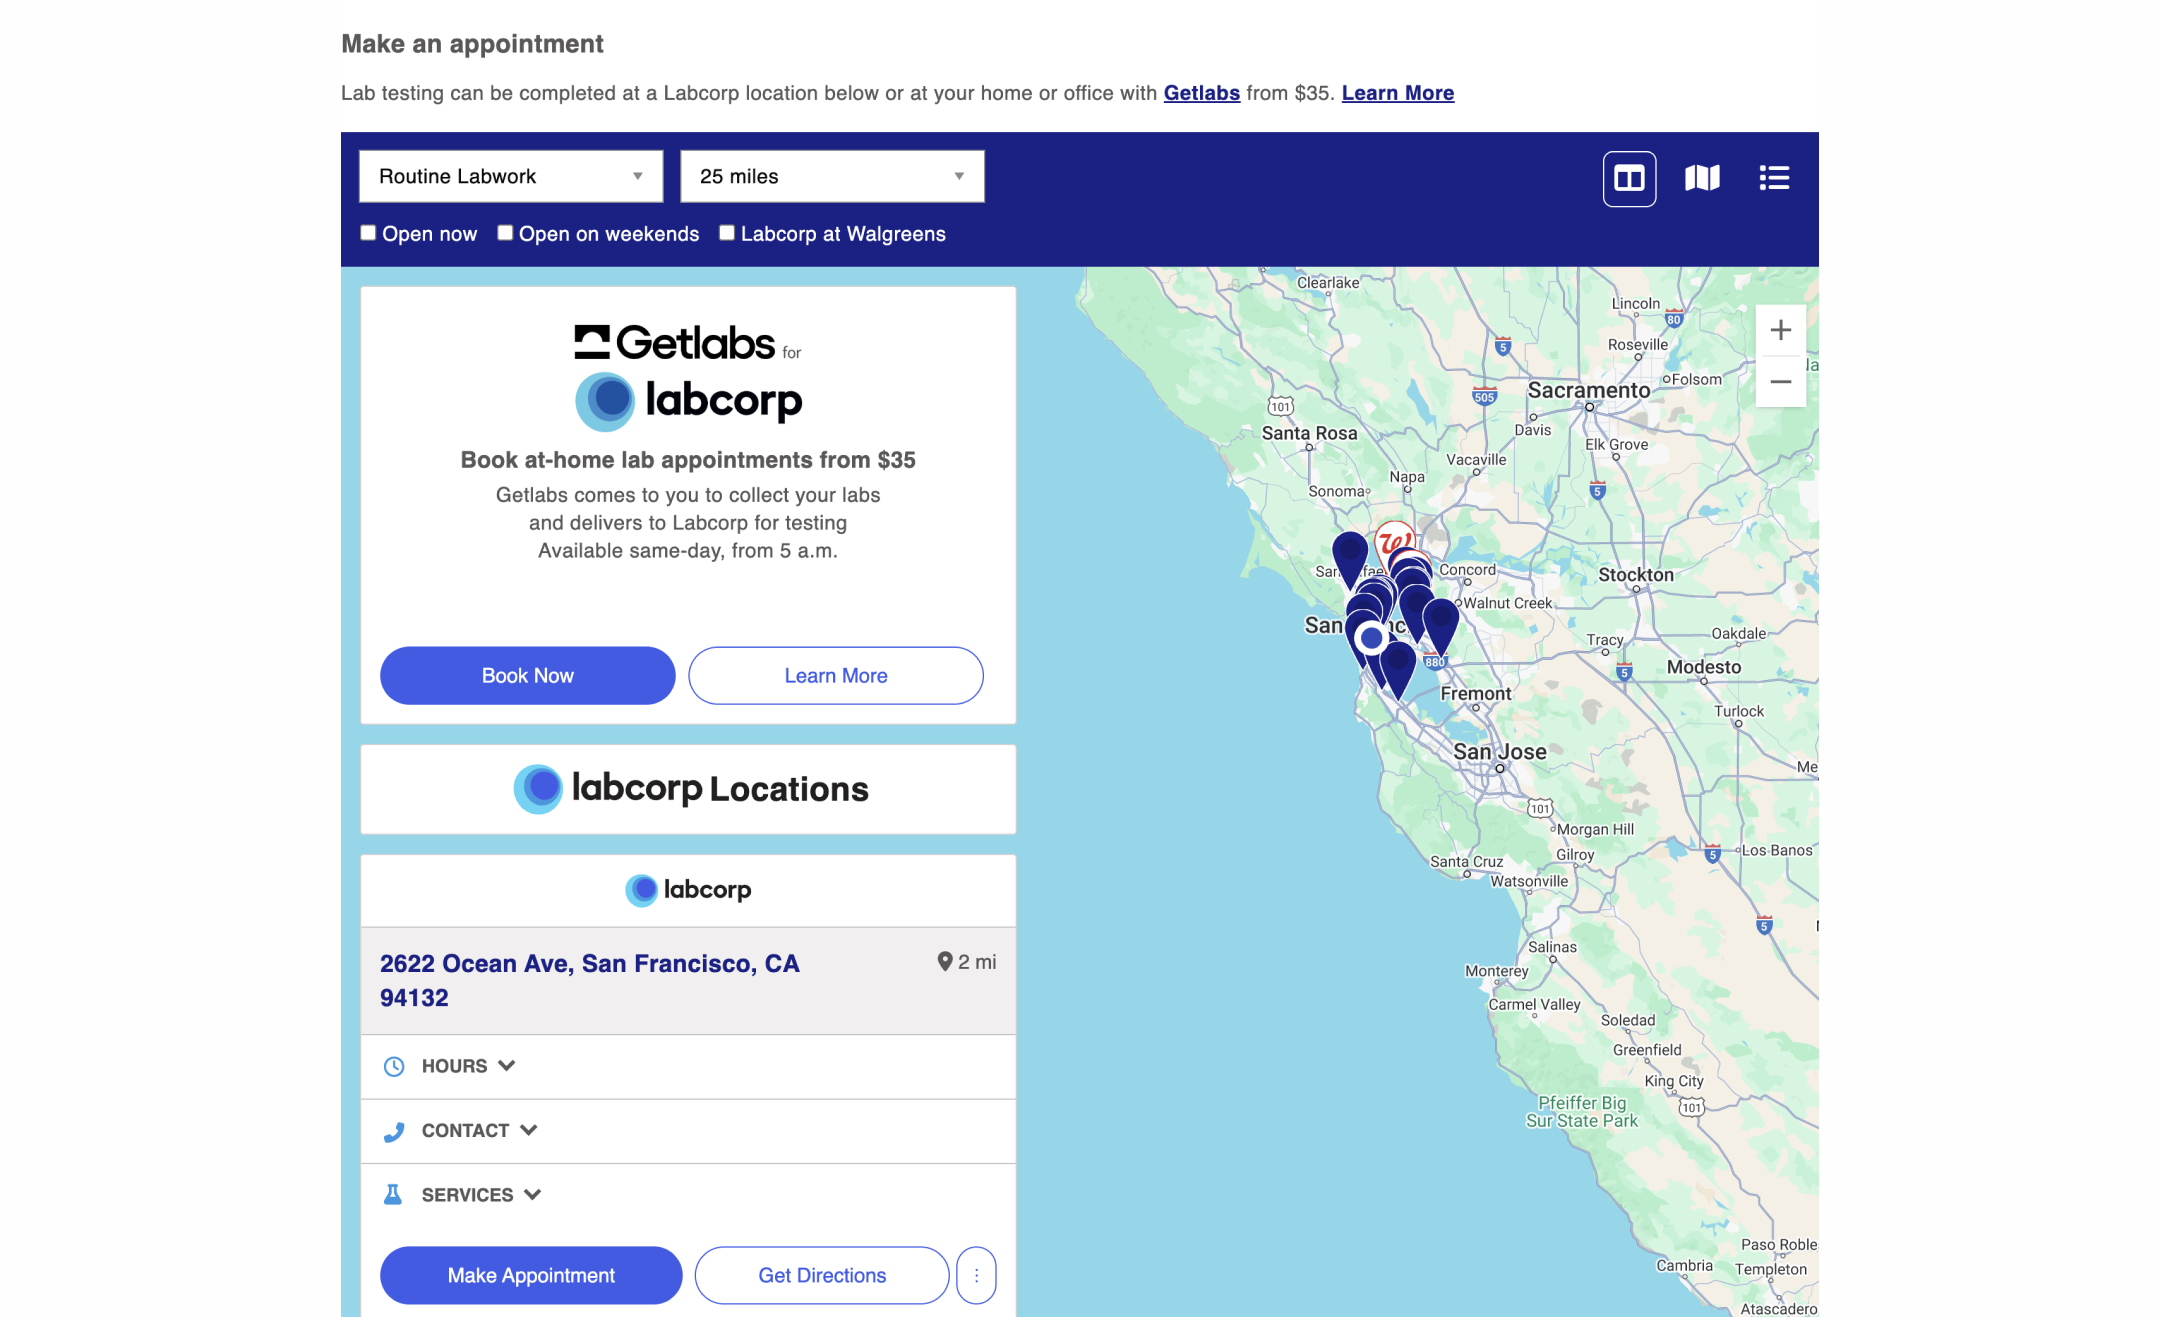 Make an appointment
Lab testing can be completed at a Labcorp location below or at your home or office with Getlabs from $35. Learn More
Routine Labwork
25 miles
Open now
Open on weekends
Labcorp at Walgreens
Getlabs for
labcorp
Book at-home lab appointments from $35
Getlabs comes to you to collect your labs
and delivers to Labcorp for testing
Available same-day, from 5 a.m.
Book Now
Learn More
labcorp Locations
labcorp
2622 Ocean Ave, San Francisco, CA
94132
2 mi
HOURS
CONTACT
SERVICES
Make Appointment
Get Directions
Clearlake
Lincoln
80
Roseville
5
Folsom
Sacramento
505
101
Davis
Santa Rosa
Elk Grove
Vacaville
Napa
Sonoma
5
Concord
Stockton
Walnut Creek
San
Tracy
Oakdale
880
5
Modesto
Fremont
Turlock
San Jose
101
Morgan Hill
Los Banos
5
Gilroy
Santa Cruz
Watsonville
5
Salinas
Monterey
Carmel Valley
Soledad
Greenfield
King City
Pfeiffer Big
Sur State Park
101
Paso Roble
Cambria
Templeton
Atascadero